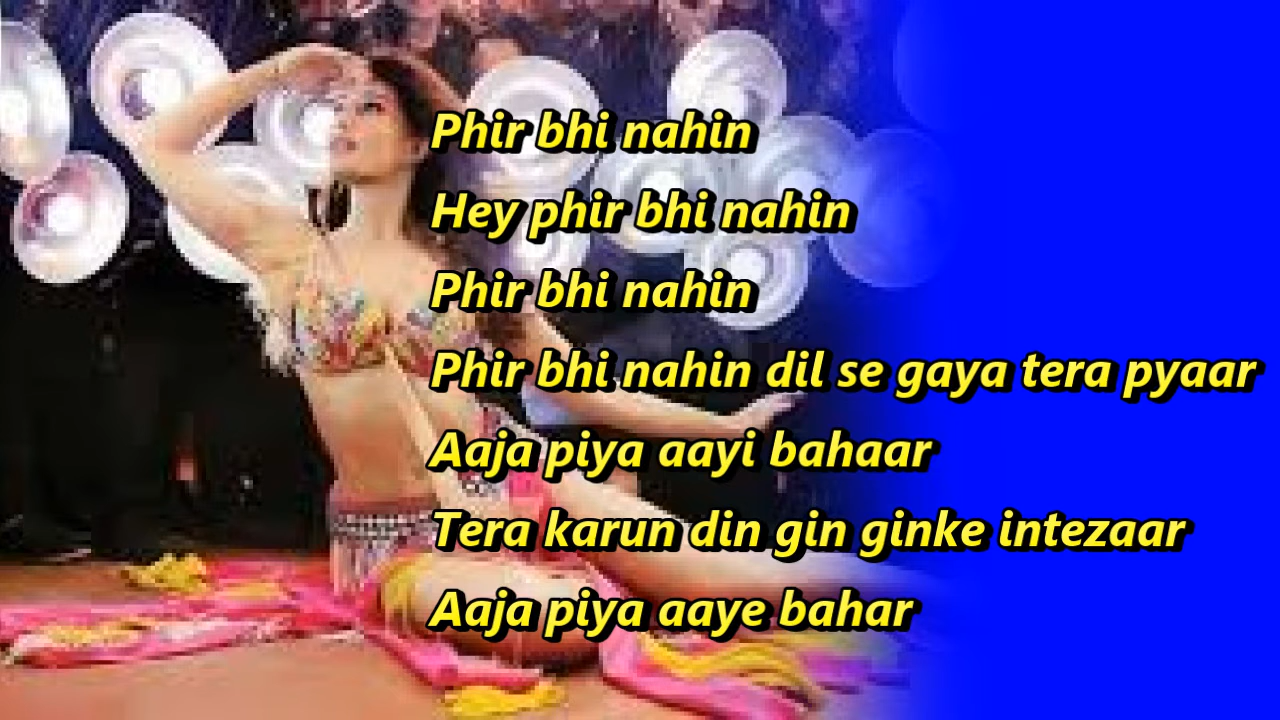 Phir bhi nahin
Hey phir bhi nahin
Phir bhi nahin
Phir bhi nahin dil se gaya tera pyaar
Aaja piya aayi bahaar
Tera karun din gin ginke intezaar
Aaja piya aaye bahar